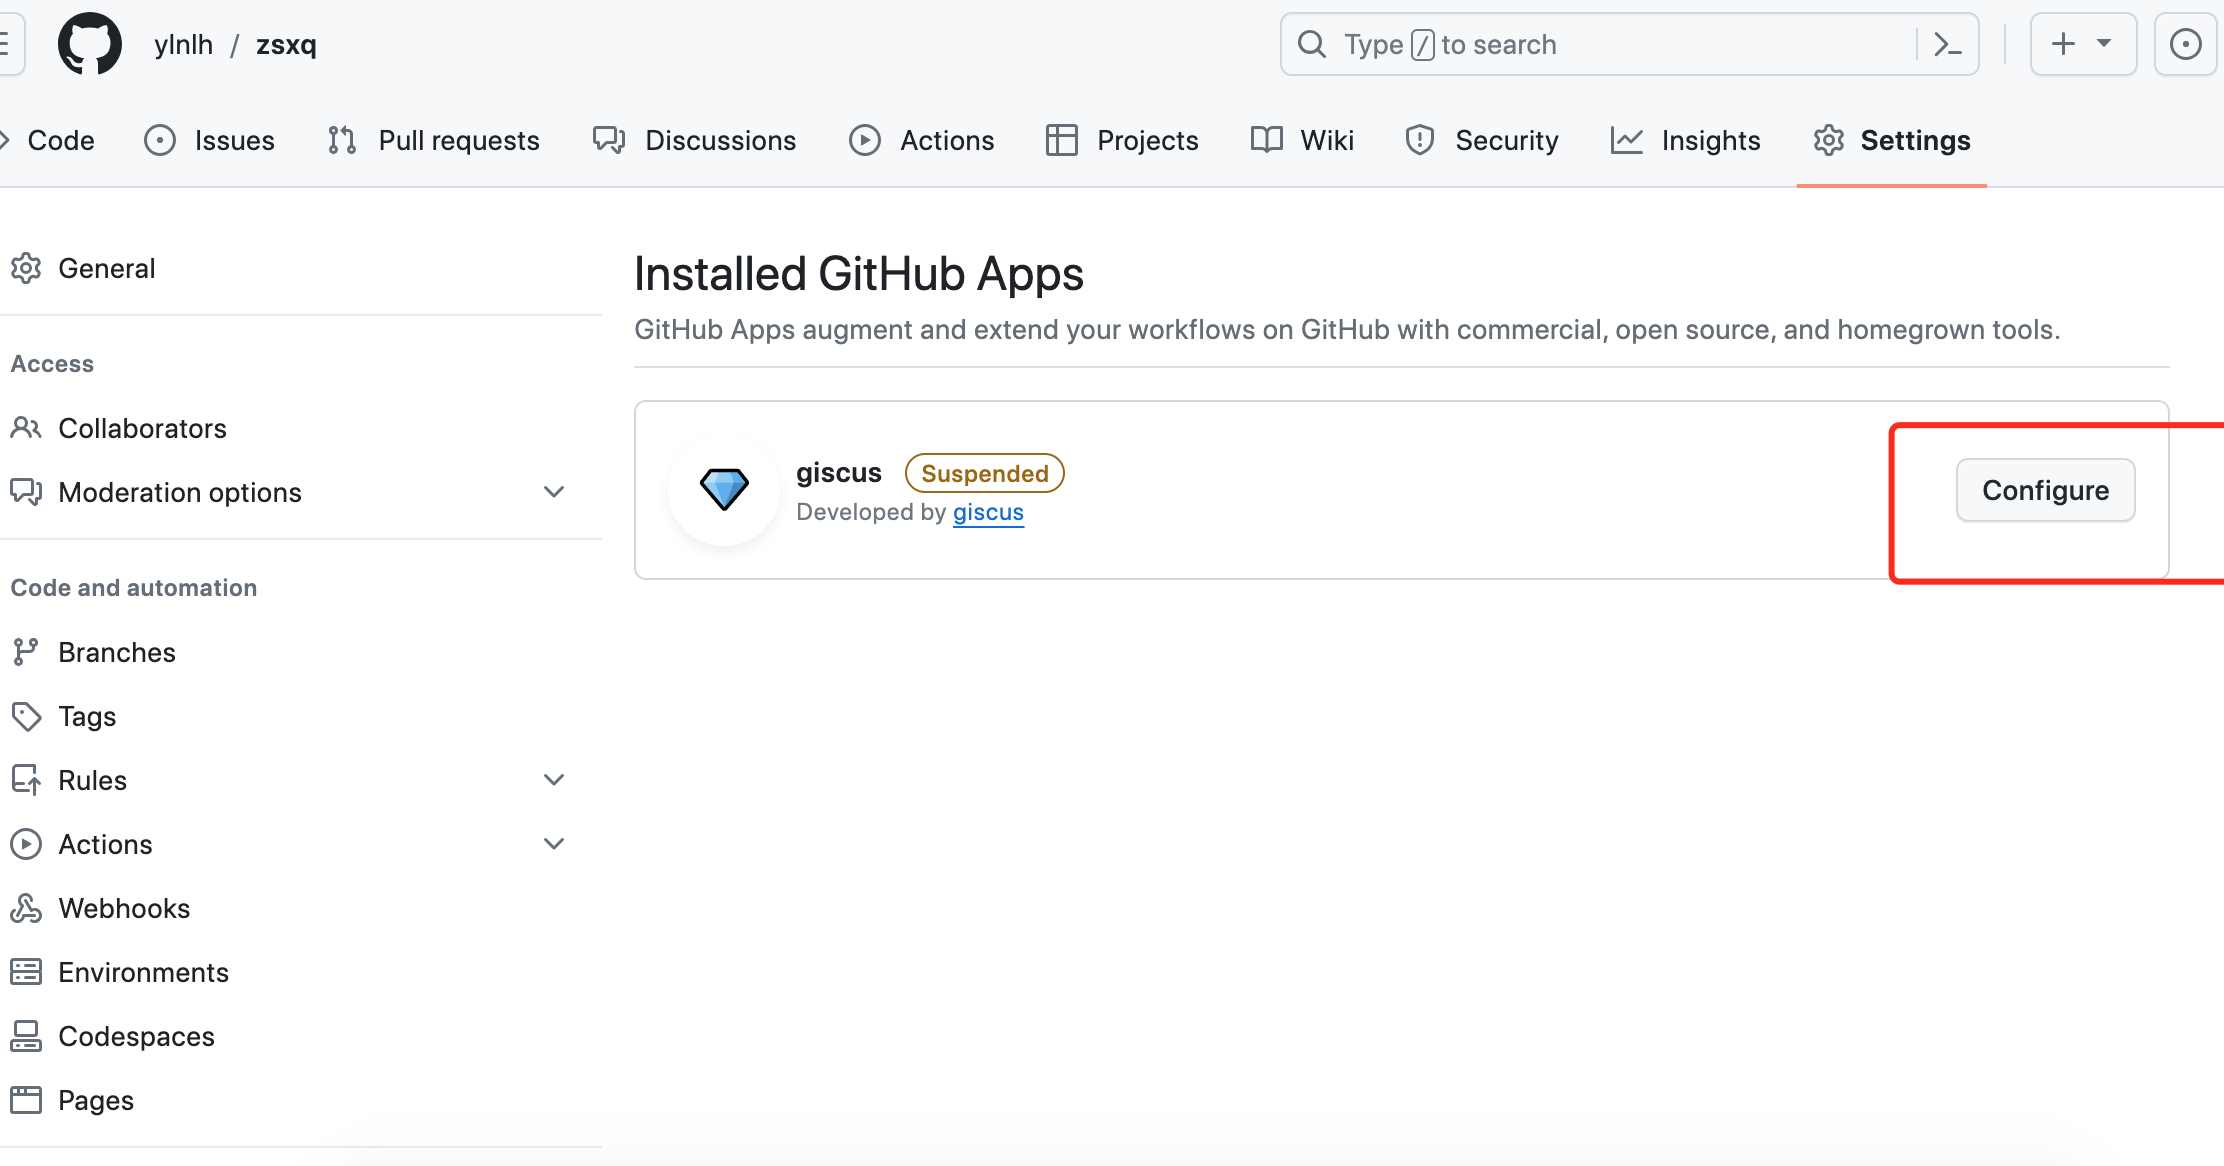 ylnlh / zsxq
Type / to search
Code Issues Pull requests Discussions Actions Projects Wiki Security Insights Settings
General
Access
Collaborators
Moderation options
Code and automation
Branches
Tags
Rules
Actions
Webhooks
Environments
Codespaces
Pages
Installed GitHub Apps
GitHub Apps augment and extend your workflows on GitHub with commercial, open source, and homegrown tools.
giscus Suspended
Developed by giscus
Configure